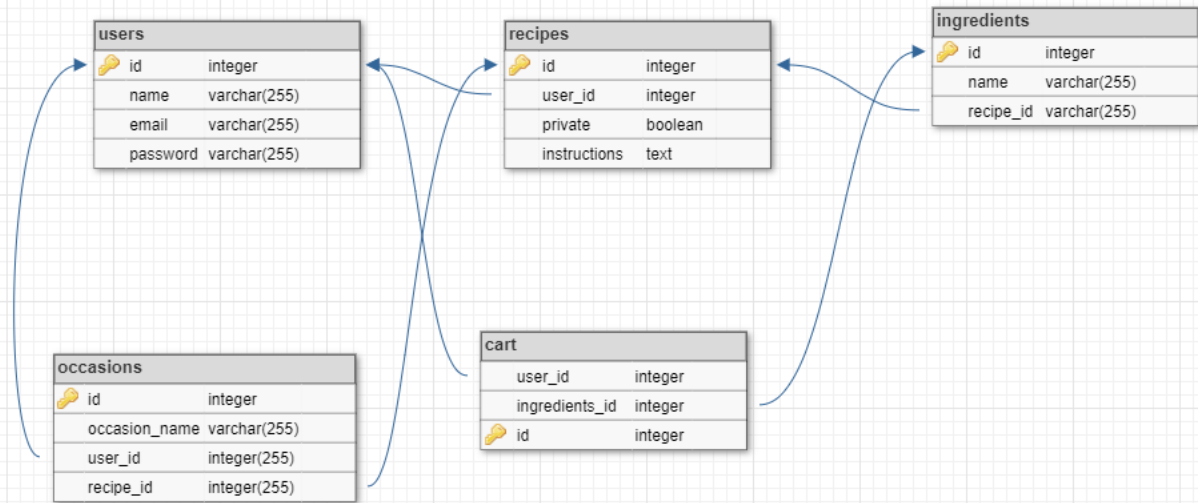 users
id integer
name varchar(255)
email varchar(255)
password varchar(255)
recipes
id integer
user_id integer
private boolean
instructions text
ingredients
id integer
name varchar(255)
recipe_id varchar(255)
occasions
id integer
occasion_name varchar(255)
user_id integer(255)
recipe_id integer(255)
cart
user_id integer
ingredients_id integer
id integer